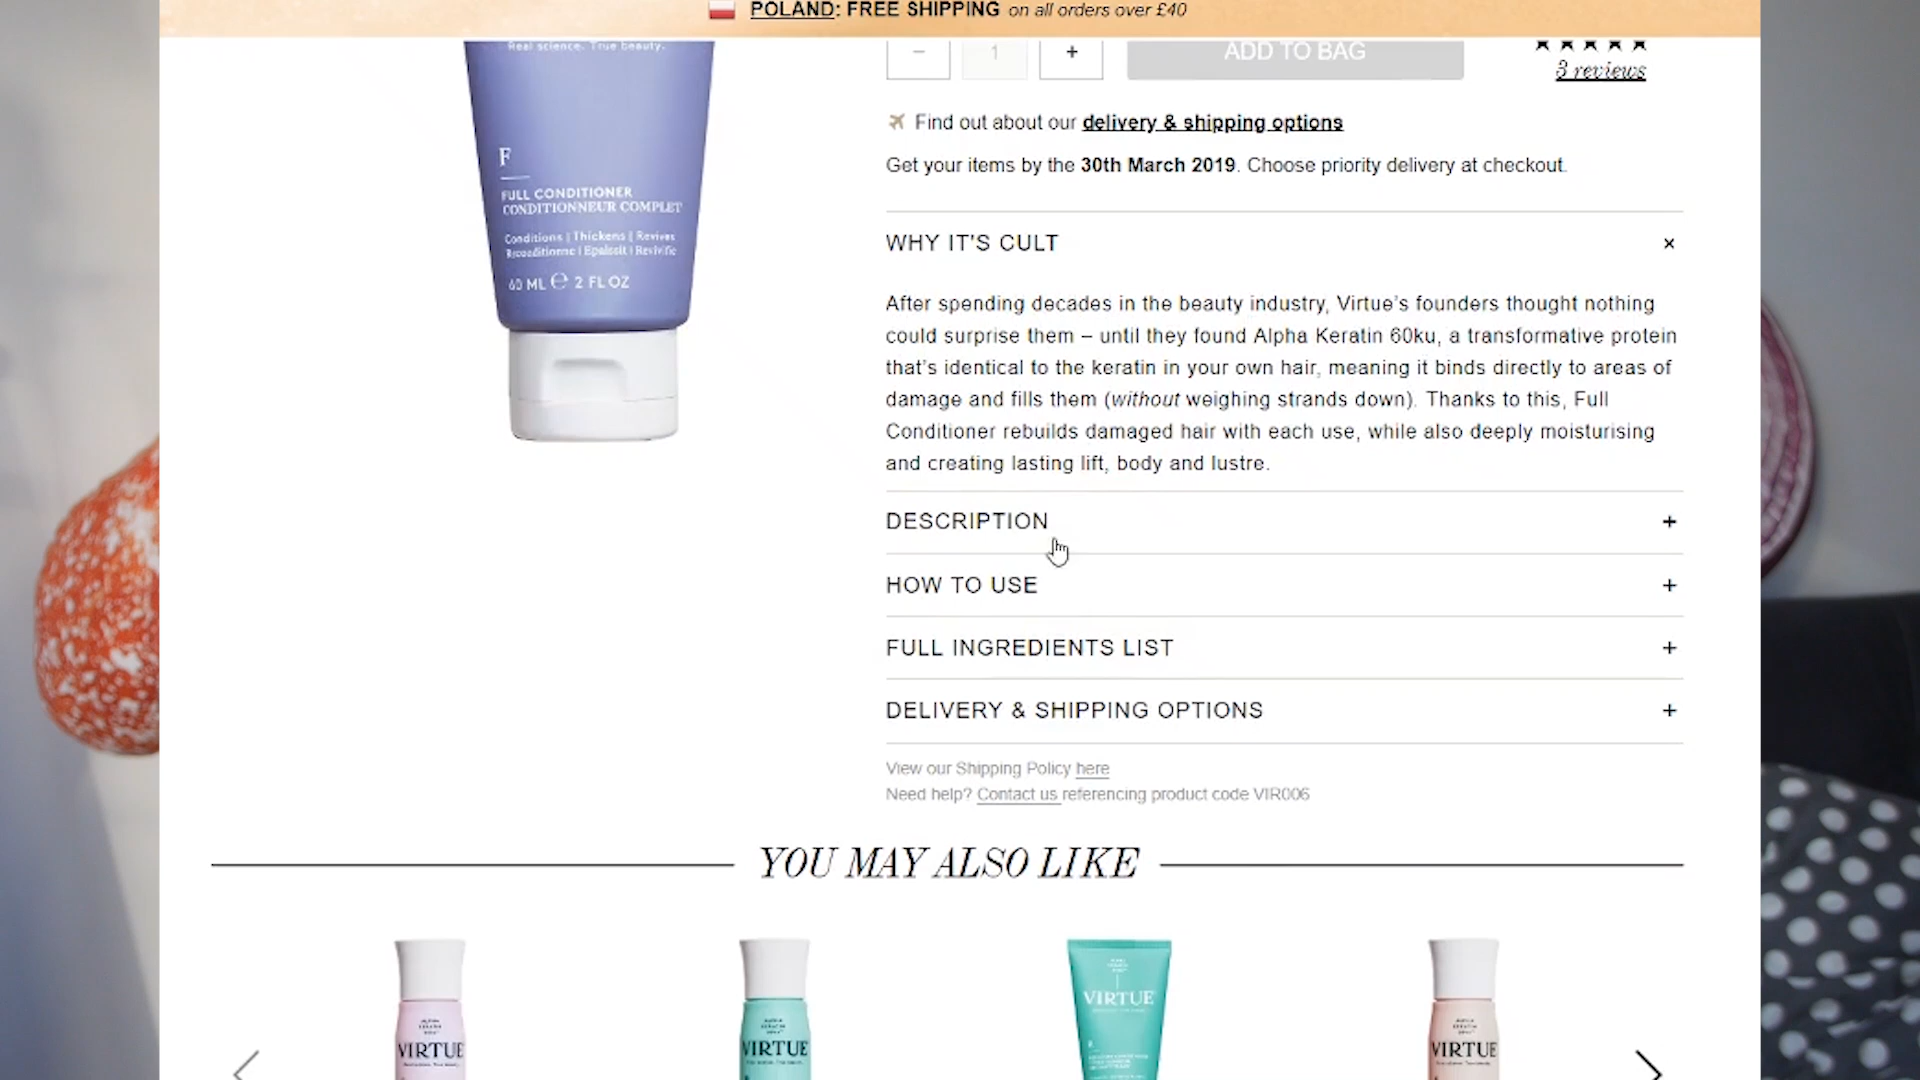 POLAND: FREE SHIPPING on all orders over £40
Real science. True beauty.
− 1 + ADD TO BAG
3 reviews
Find out about our delivery & shipping options
Get your items by the 30th March 2019. Choose priority delivery at checkout.
F
FULL CONDITIONER
CONDITIONNEUR COMPLET
Conditions | Thickens | Revives
Reconditionne | Epaissit | Revivifie
60 ML ℮ 2 FL OZ
WHY IT'S CULT ×
After spending decades in the beauty industry, Virtue's founders thought nothing
could surprise them – until they found Alpha Keratin 60ku, a transformative protein
that's identical to the keratin in your own hair, meaning it binds directly to areas of
damage and fills them (without weighing strands down). Thanks to this, Full
Conditioner rebuilds damaged hair with each use, while also deeply moisturising
and creating lasting lift, body and lustre.
DESCRIPTION +
HOW TO USE +
FULL INGREDIENTS LIST +
DELIVERY & SHIPPING OPTIONS +
View our Shipping Policy here
Need help? Contact us referencing product code VIR006
YOU MAY ALSO LIKE
VIRTUE
VIRTUE
VIRTUE
VIRTUE